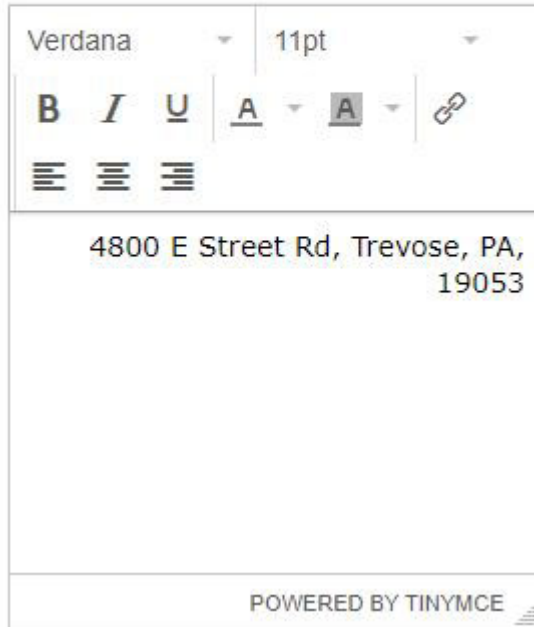 Verdana 11pt
B I U A A
4800 E Street Rd, Trevose, PA,
19053
POWERED BY TINYMCE